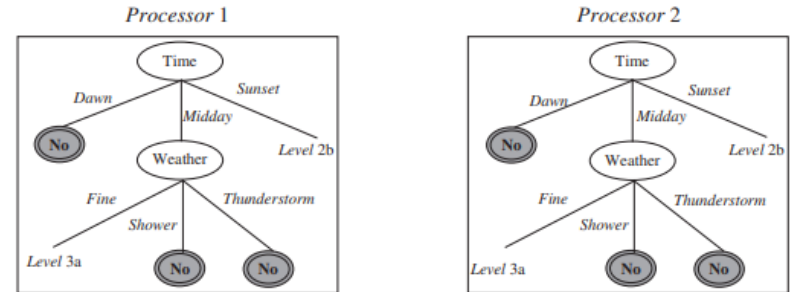 Processor 1
Time
Dawn
Midday
Sunset
No
Weather
Level 2b
Fine
Shower
Thunderstorm
Level 3a
No
No
Processor 2
Time
Dawn
Midday
Sunset
No
Weather
Level 2b
Fine
Shower
Thunderstorm
Level 3a
No
No